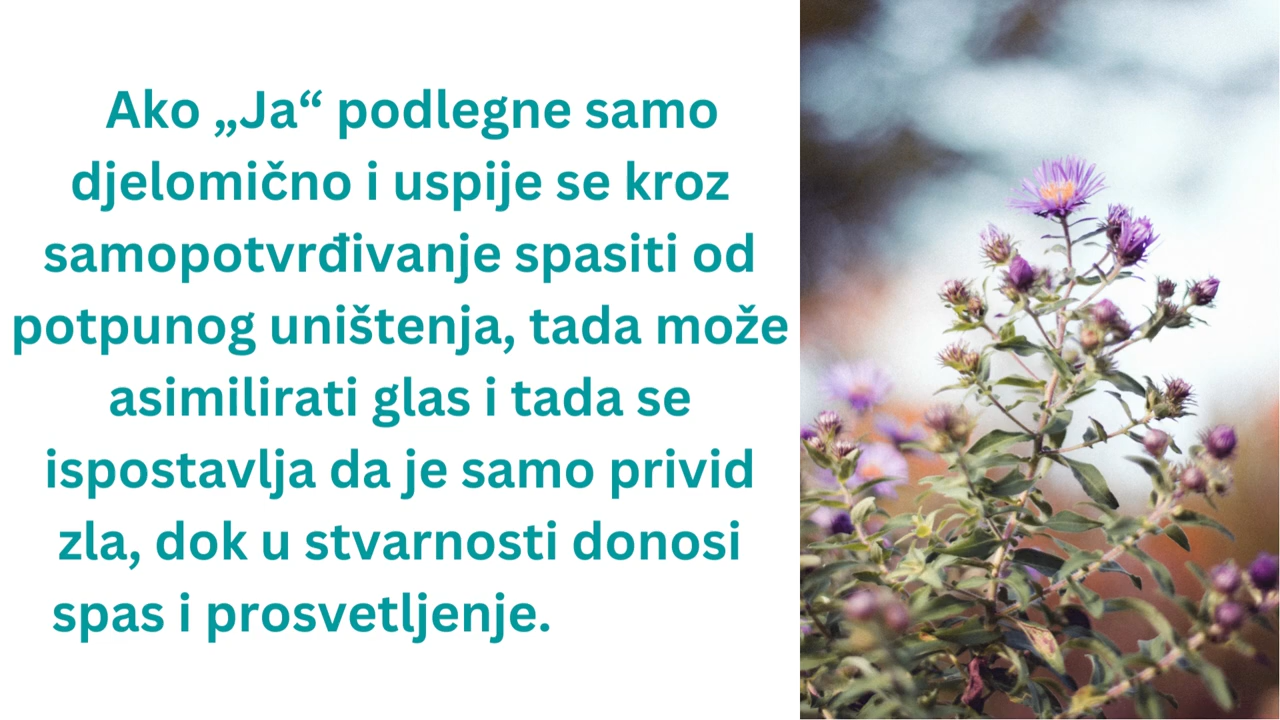 Ako „Ja“ podlegne samo
djelomično i uspije se kroz
samopotvrđivanje spasiti od
potpunog uništenja, tada može
asimilirati glas i tada se
ispostavlja da je samo privid
zla, dok u stvarnosti donosi
spas i prosvetljenje.